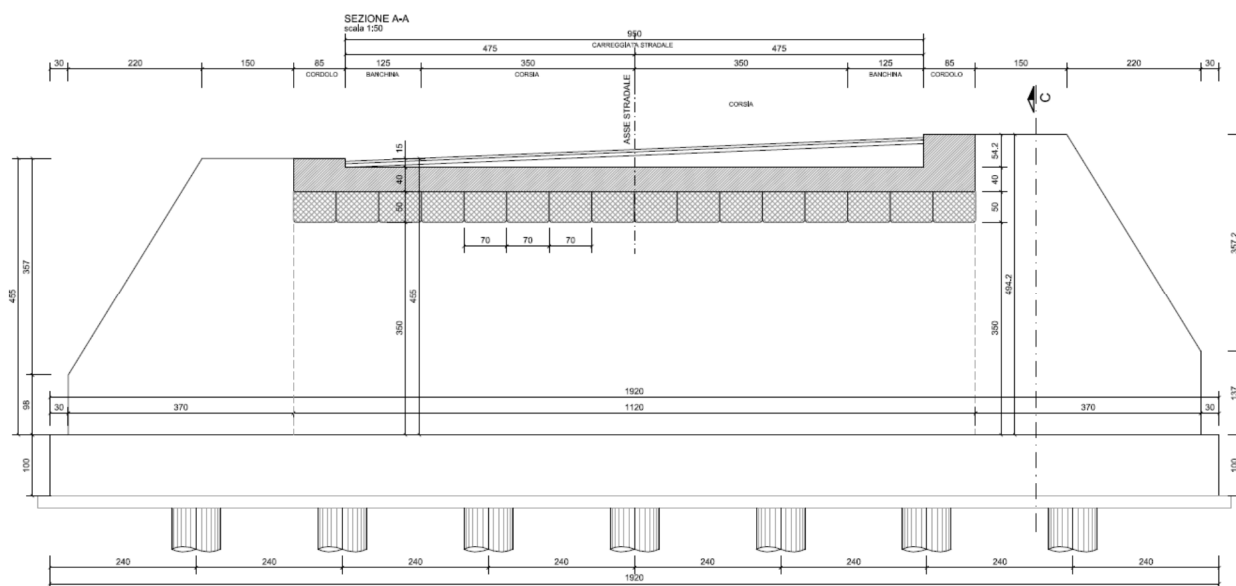 SEZIONE A-A
scala 1:50
950
CARREGGIATA STRADALE
475 475
30 220 150 85 125 350 350 125 85 150 220 30
CORDOLO BANCHINA CORSIA BANCHINA CORDOLO
ASSE STRADALE
CORSIA
C
15
40
50
350
455
54.2
40
50
350
494.2
70 70 70
455
357
98
100
357.2
137
100
1920
30 370 1120 370 30
240 240 240 240 240 240 240 240
1920